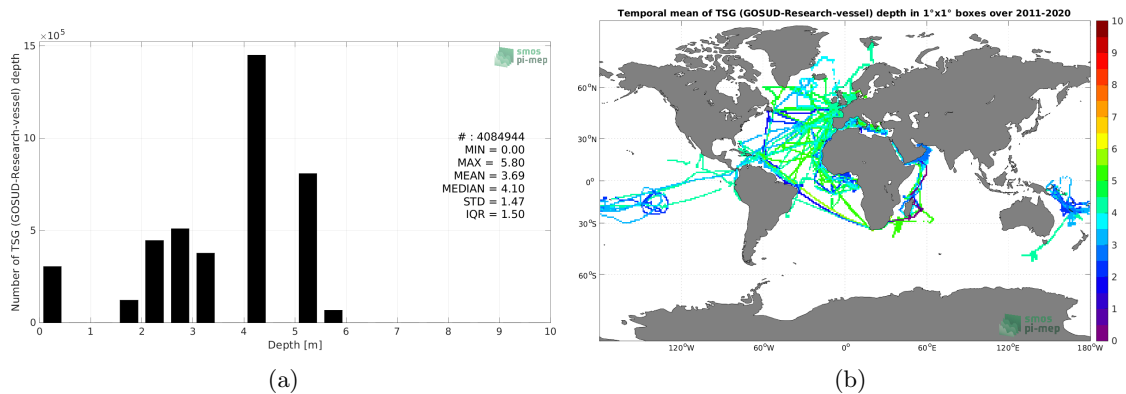 Temporal mean of TSG (GOSUD-Research-vessel) depth in 1°x1° boxes over 2011-2020
×10⁵
15
10
5
0
Number of TSG (GOSUD-Research-vessel) depth
smos
pi-mep
# : 4084944
MIN = 0.00
MAX = 5.80
MEAN = 3.69
MEDIAN = 4.10
STD = 1.47
IQR = 1.50
0 1 2 3 4 5 6 7 8 9 10
Depth [m]
(a)
60°N
30°N
0°
30°S
60°S
120°W 60°W 0° 60°E 120°E 180°W
smos
pi-mep
10
9
8
7
6
5
4
3
2
1
0
(b)